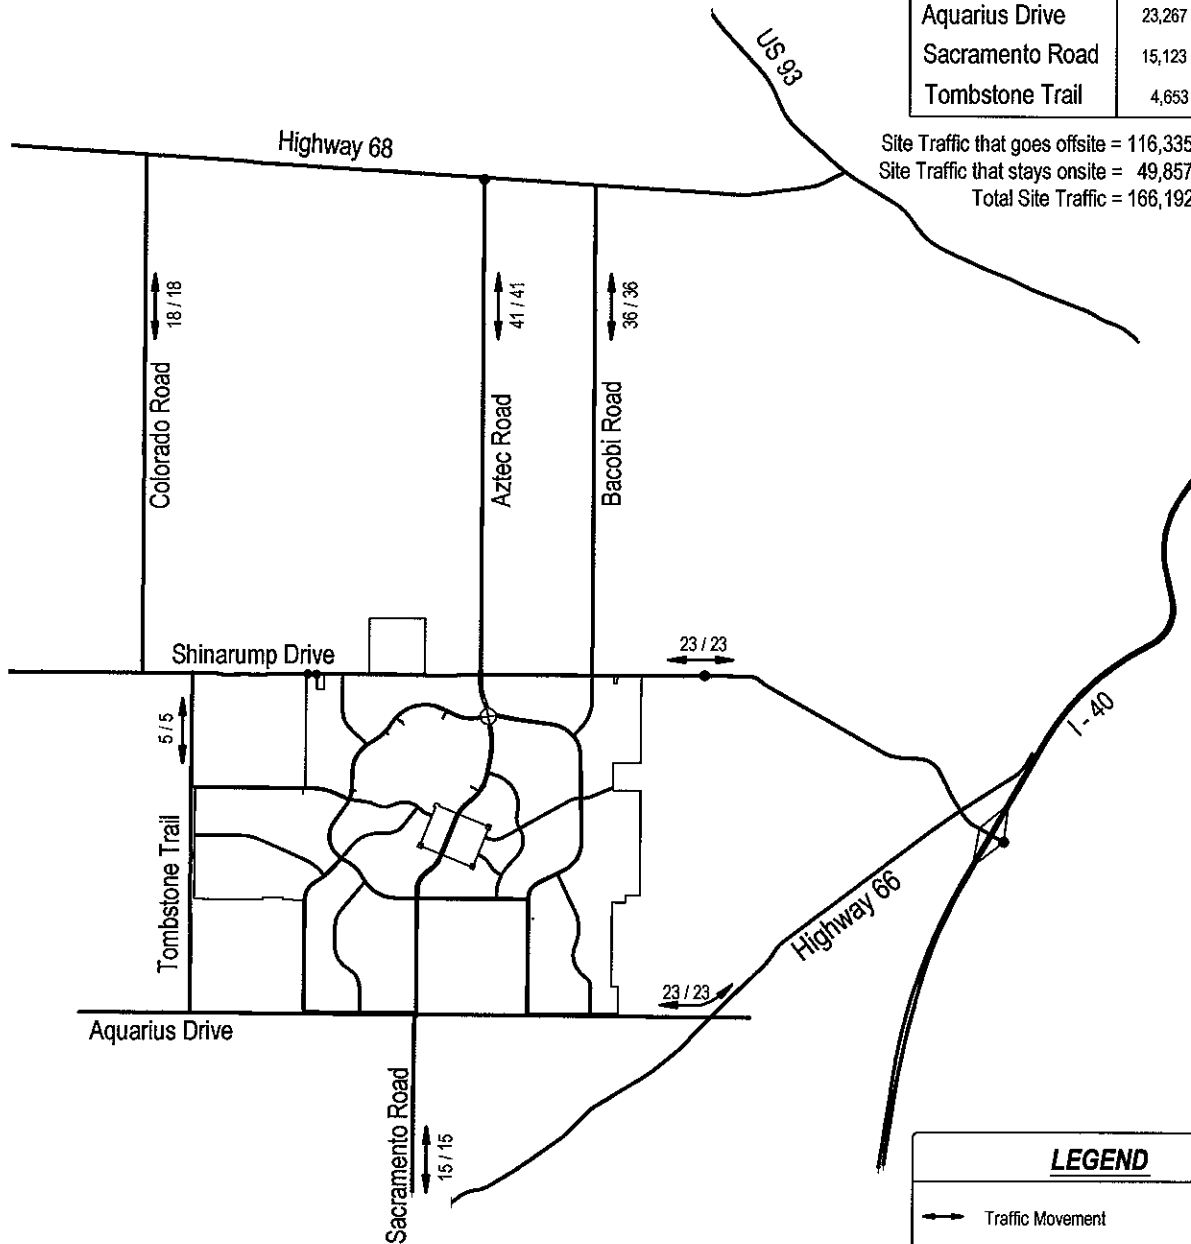 Aquarius Drive 23,267
Sacramento Road 15,123
Tombstone Trail 4,653
Site Traffic that goes offsite = 116,335
Site Traffic that stays onsite = 49,857
Total Site Traffic = 166,192
US 93
Highway 68
18 / 18
41 / 41
36 / 36
Colorado Road
Aztec Road
Bacobi Road
Shinarump Drive
23 / 23
5 / 5
I - 40
Tombstone Trail
Highway 66
23 / 23
Aquarius Drive
Sacramento Road
15 / 15
LEGEND
Traffic Movement